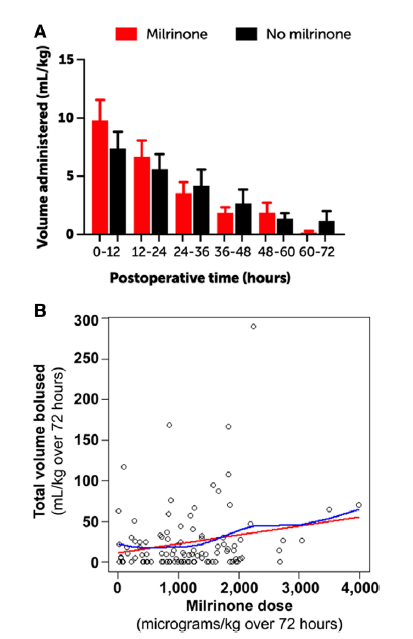 A
Milrinone No milrinone
Volume administered (mL/kg)
15
10
5
0
0-12 12-24 24-36 36-48 48-60 60-72
Postoperative time (hours)
B
Total volume bolused
(mL/kg over 72 hours)
300
250
200
150
100
50
0
0 1,000 2,000 3,000 4,000
Milrinone dose
(micrograms/kg over 72 hours)